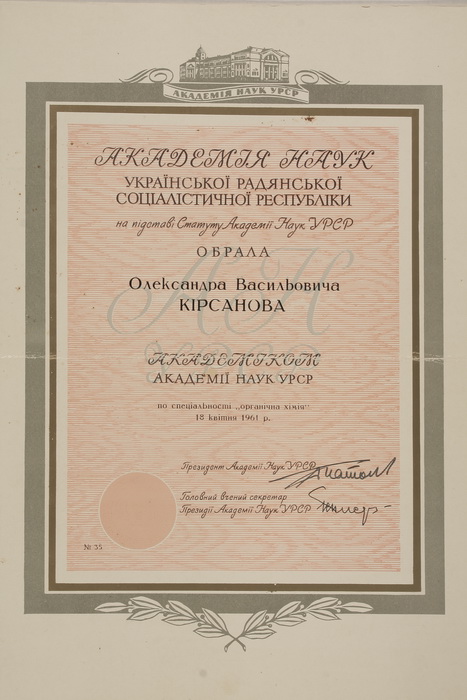 АКАДЕМІЯ НАУК УРСР
АКАДЕМІЯ НАУК
УКРАЇНСЬКОЇ РАДЯНСЬКОЇ
СОЦІАЛІСТИЧНОЇ РЕСПУБЛІКИ
на підставі Статуту Академії Наук УРСР
ОБРАЛА
Олександра Васильовича
КІРСАНОВА
АКАДЕМІКОМ
АКАДЕМІЇ НАУК УРСР
по спеціальности „органічна хімія"
18 квітня 1961 р.
Президент Академії Наук УРСР
Головний вчений секретар
Президії Академії Наук УРСР
№ 35